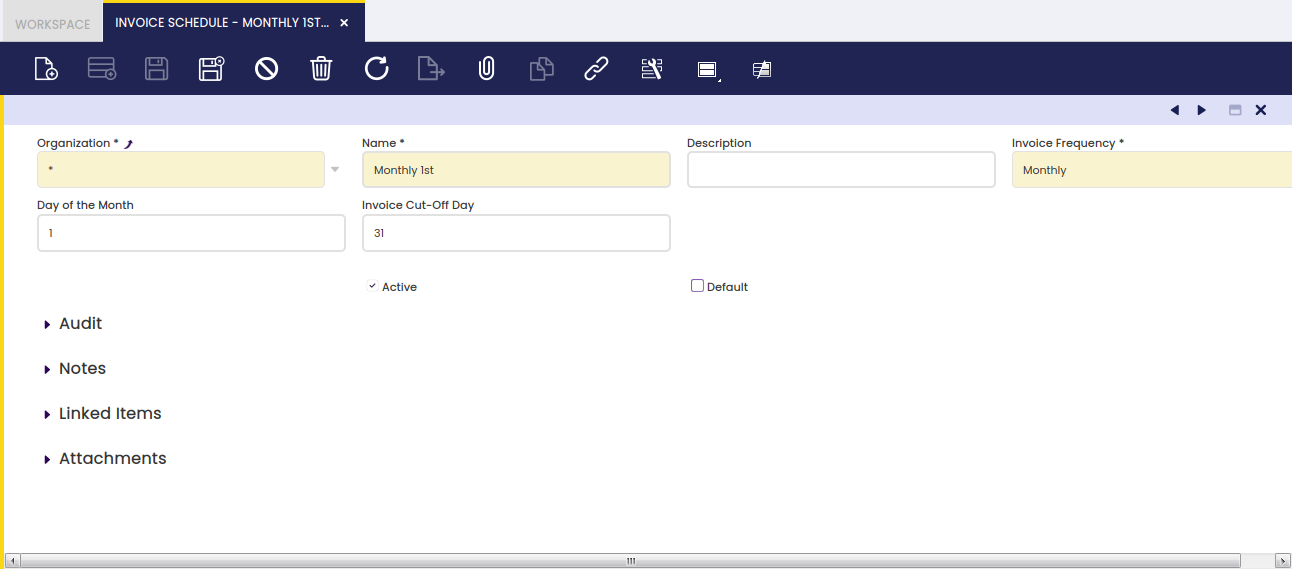 WORKSPACE
INVOICE SCHEDULE - MONTHLY 1ST...
Organization *
Name *
Description
Invoice Frequency *
*
Monthly 1st
Monthly
Day of the Month
Invoice Cut-Off Day
1
31
Active
Default
Audit
Notes
Linked Items
Attachments